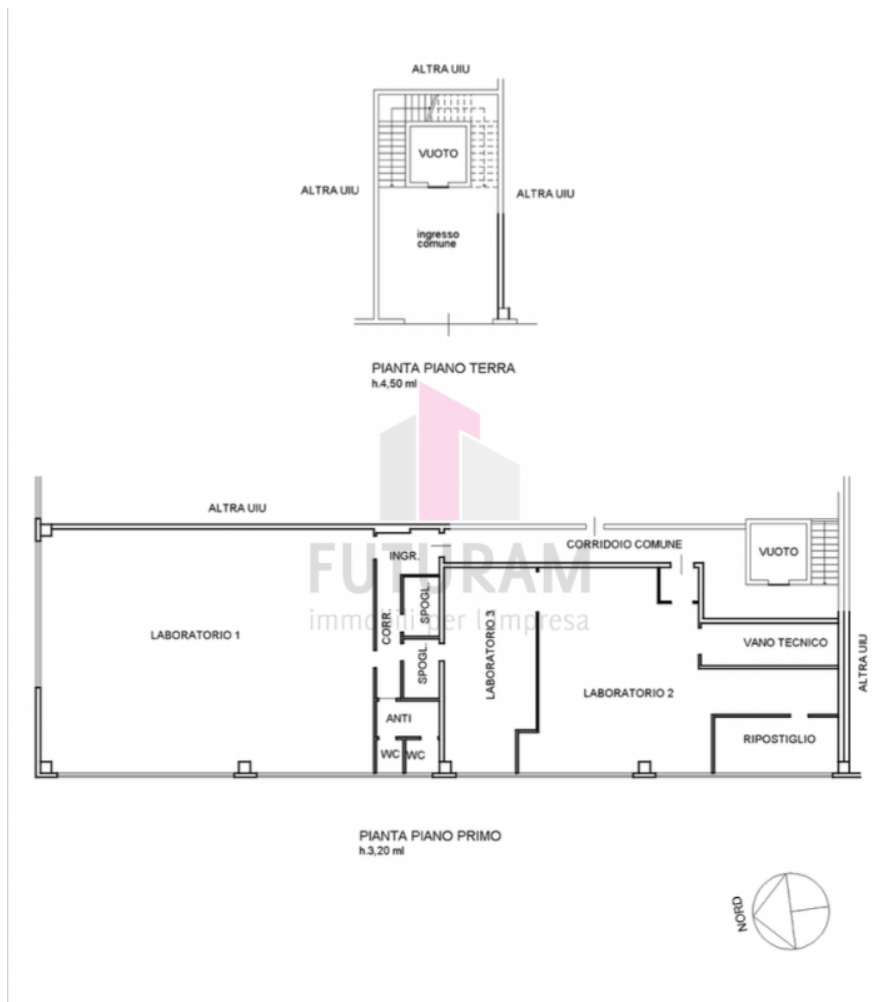 ALTRA UIU
VUOTO
ALTRA UIU
ALTRA UIU
ingresso
comune
PIANTA PIANO TERRA
h.4,50 ml
ALTRA UIU
CORRIDOIO COMUNE
VUOTO
INGR.
FUTURAM
immobili per l'impresa
SPOGL.
CORR.
LABORATORIO 1
LABORATORIO 3
VANO TECNICO
ALTRA UIU
SPOGL.
LABORATORIO 2
ANTI
RIPOSTIGLIO
WC
WC
PIANTA PIANO PRIMO
h.3,20 ml
NORD